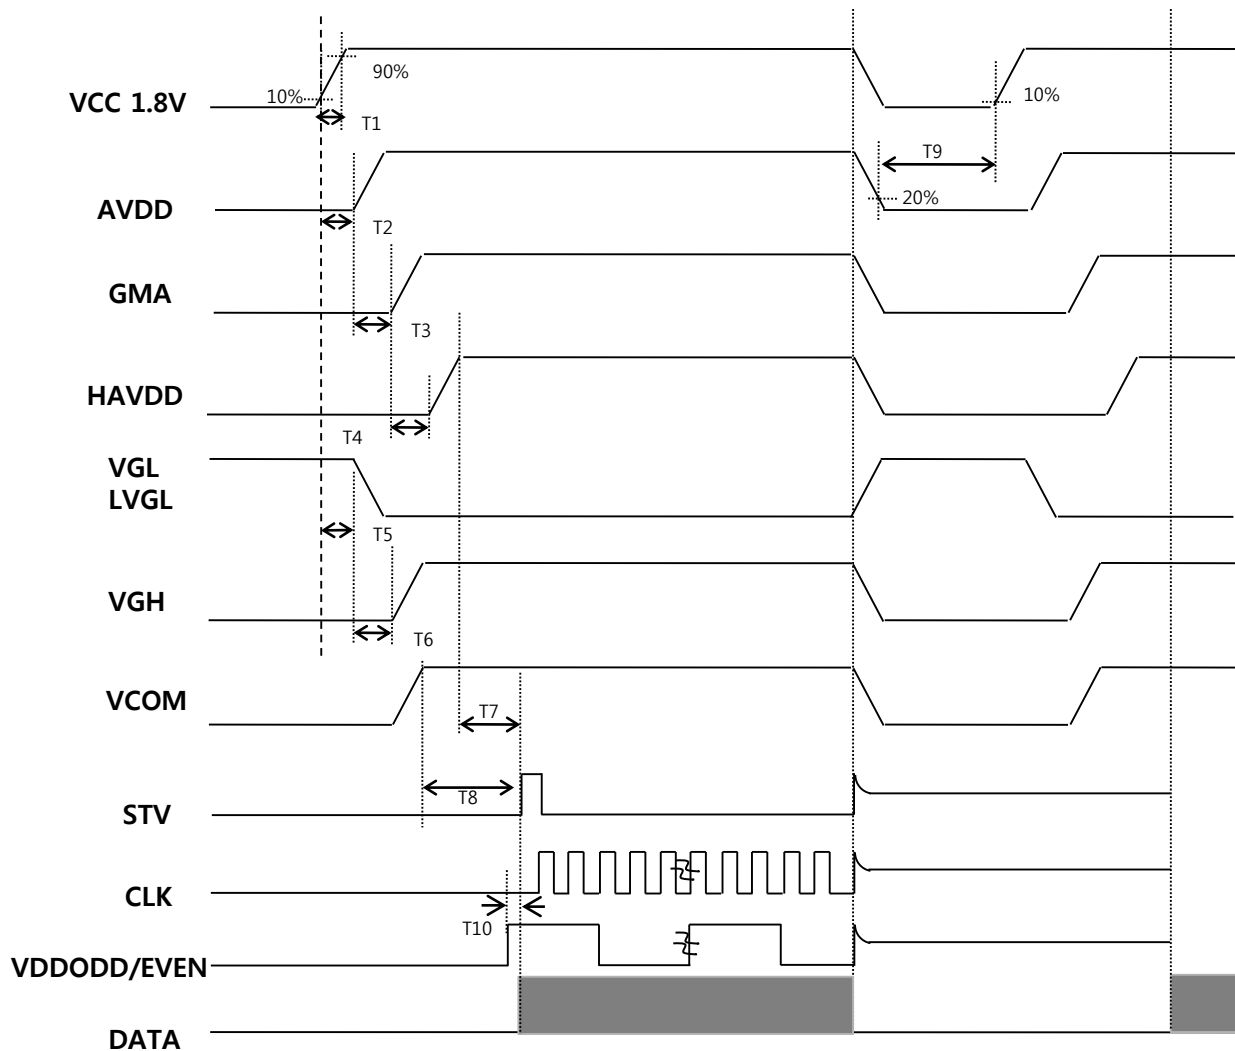 90%
10%
VCC 1.8V
10%
T1
T9
AVDD
20%
T2
GMA
T3
HAVDD
T4
VGL
LVGL
T5
VGH
T6
VCOM
T7
T8
STV
CLK
T10
VDDODD/EVEN
DATA